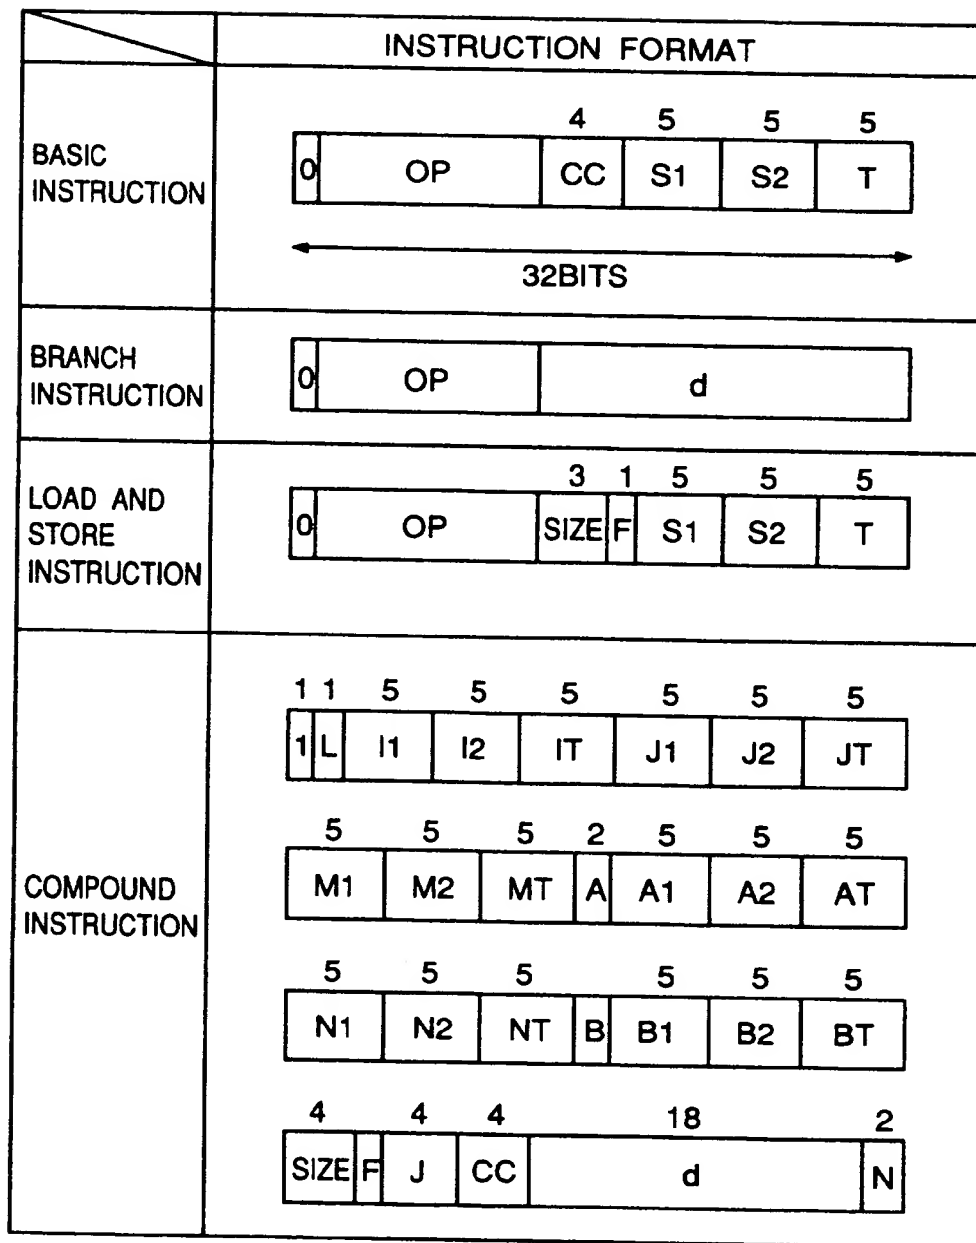 INSTRUCTION FORMAT
BASIC
INSTRUCTION
4 5 5 5
0 OP CC S1 S2 T
32BITS
BRANCH
INSTRUCTION
0 OP d
LOAD AND
STORE
INSTRUCTION
3 1 5 5 5
0 OP SIZE F S1 S2 T
COMPOUND
INSTRUCTION
1 1 5 5 5 5 5 5
1 L I1 I2 IT J1 J2 JT
5 5 5 2 5 5 5
M1 M2 MT A A1 A2 AT
5 5 5 5 5 5
N1 N2 NT B B1 B2 BT
4 4 4 18 2
SIZE F J CC d N